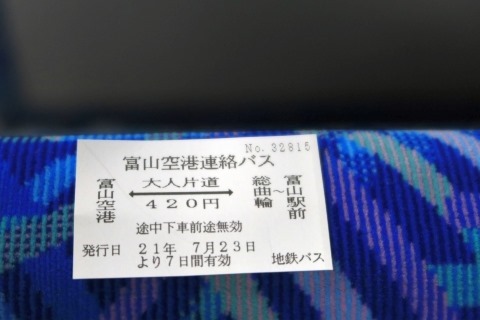 No. 32815
富山空港連絡バス
富山空港
大人片道
420円
総曲輪
～
富山駅前
途中下車前途無効
発行日 21年 7月23日
より7日間有効 地鉄バス